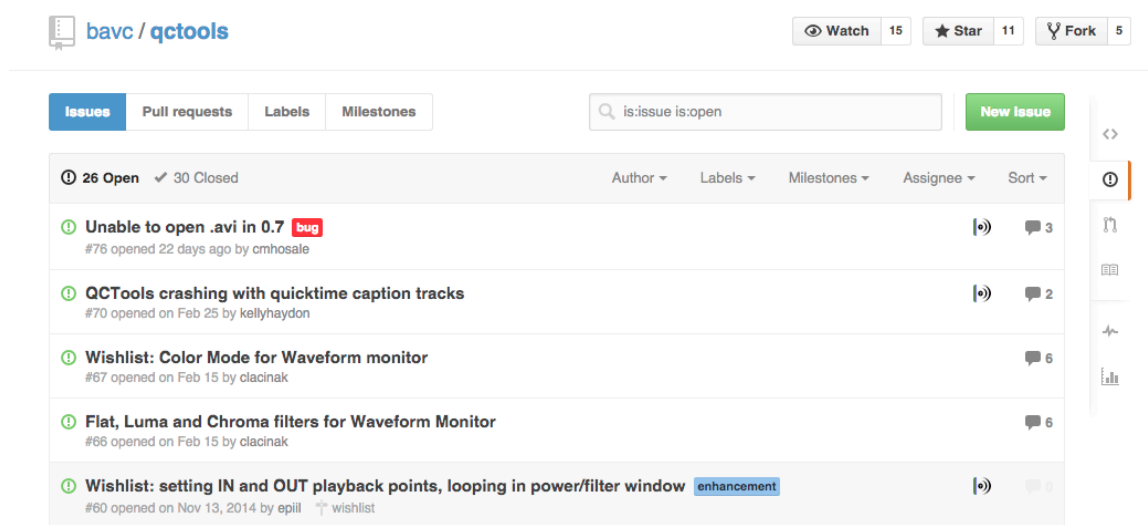 bavc / qctools
Watch 15 Star 11 Fork 5
Issues Pull requests Labels Milestones is:issue is:open New Issue
26 Open 30 Closed Author Labels Milestones Assignee Sort
Unable to open .avi in 0.7 bug 3
#76 opened 22 days ago by cmhosale
QCTools crashing with quicktime caption tracks 2
#70 opened on Feb 25 by kellyhaydon
Wishlist: Color Mode for Waveform monitor 6
#67 opened on Feb 15 by clacinak
Flat, Luma and Chroma filters for Waveform Monitor 6
#66 opened on Feb 15 by clacinak
Wishlist: setting IN and OUT playback points, looping in power/filter window enhancement 0
#60 opened on Nov 13, 2014 by epiil wishlist